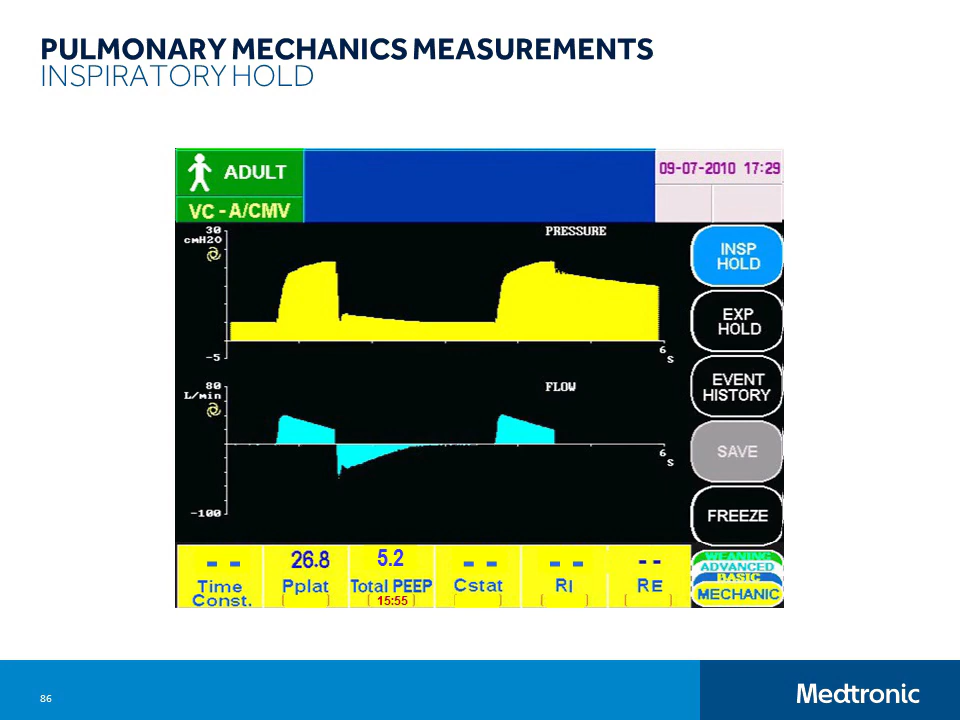 PULMONARY MECHANICS MEASUREMENTS
INSPIRATORY HOLD
ADULT
VC - A/CMV
09-07-2010 17:29
30
cmH2O
PRESSURE
-5
6
S
80
L/min
FLOW
6
S
-100
INSP
HOLD
EXP
HOLD
EVENT
HISTORY
SAVE
FREEZE
WEANING
ADVANCED
BASIC
MECHANIC
- - 26.8 5.2 - - - - - -
Time Const. Pplat Total PEEP Cstat RI RE
15:55
86
Medtronic